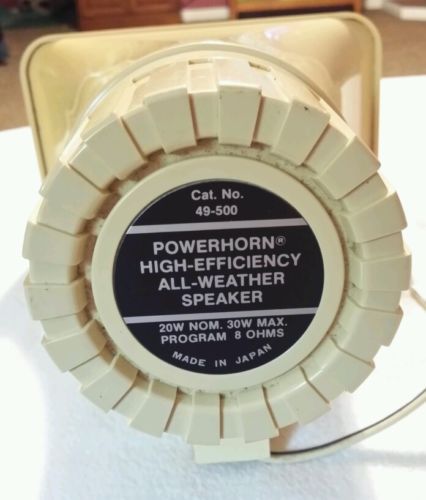 Cat. No.
49-500
POWERHORN®
HIGH-EFFICIENCY
ALL-WEATHER
SPEAKER
20W NOM. 30W MAX.
PROGRAM 8 OHMS
MADE IN JAPAN